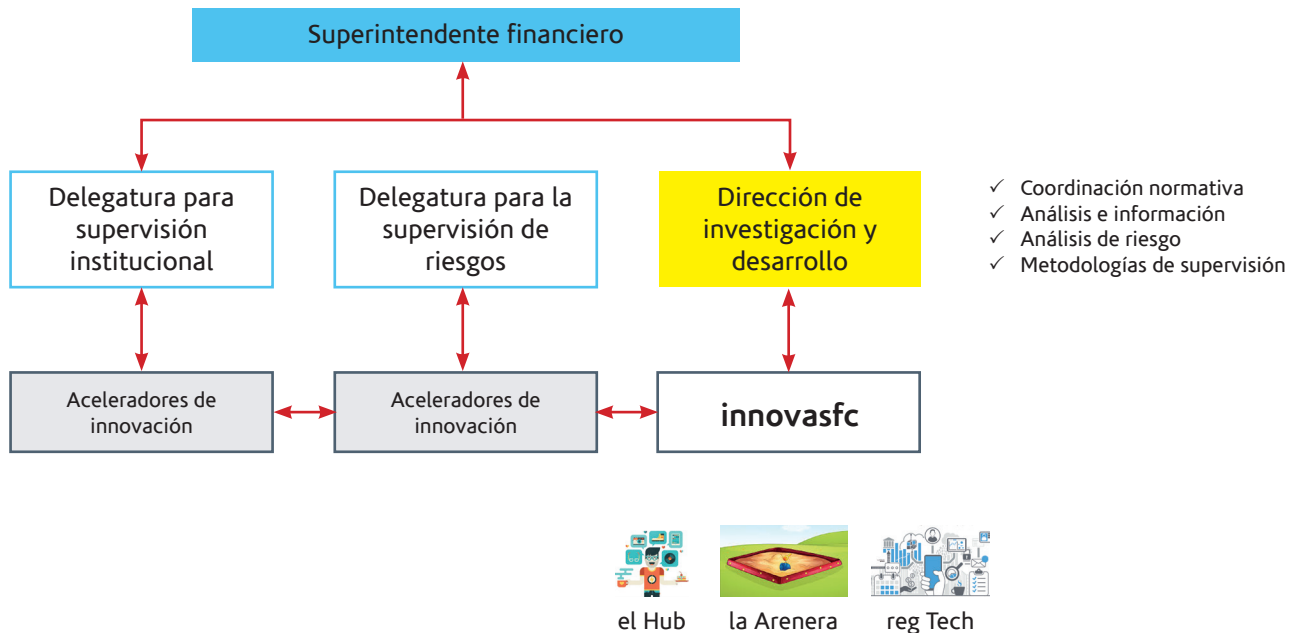 Superintendente financiero
Delegatura para
supervisión
institucional
Delegatura para la
supervisión de
riesgos
Dirección de
investigación y
desarrollo
✓ Coordinación normativa
✓ Análisis e información
✓ Análisis de riesgo
✓ Metodologías de supervisión
Aceleradores de
innovación
Aceleradores de
innovación
innovasfc
el Hub
la Arenera
reg Tech